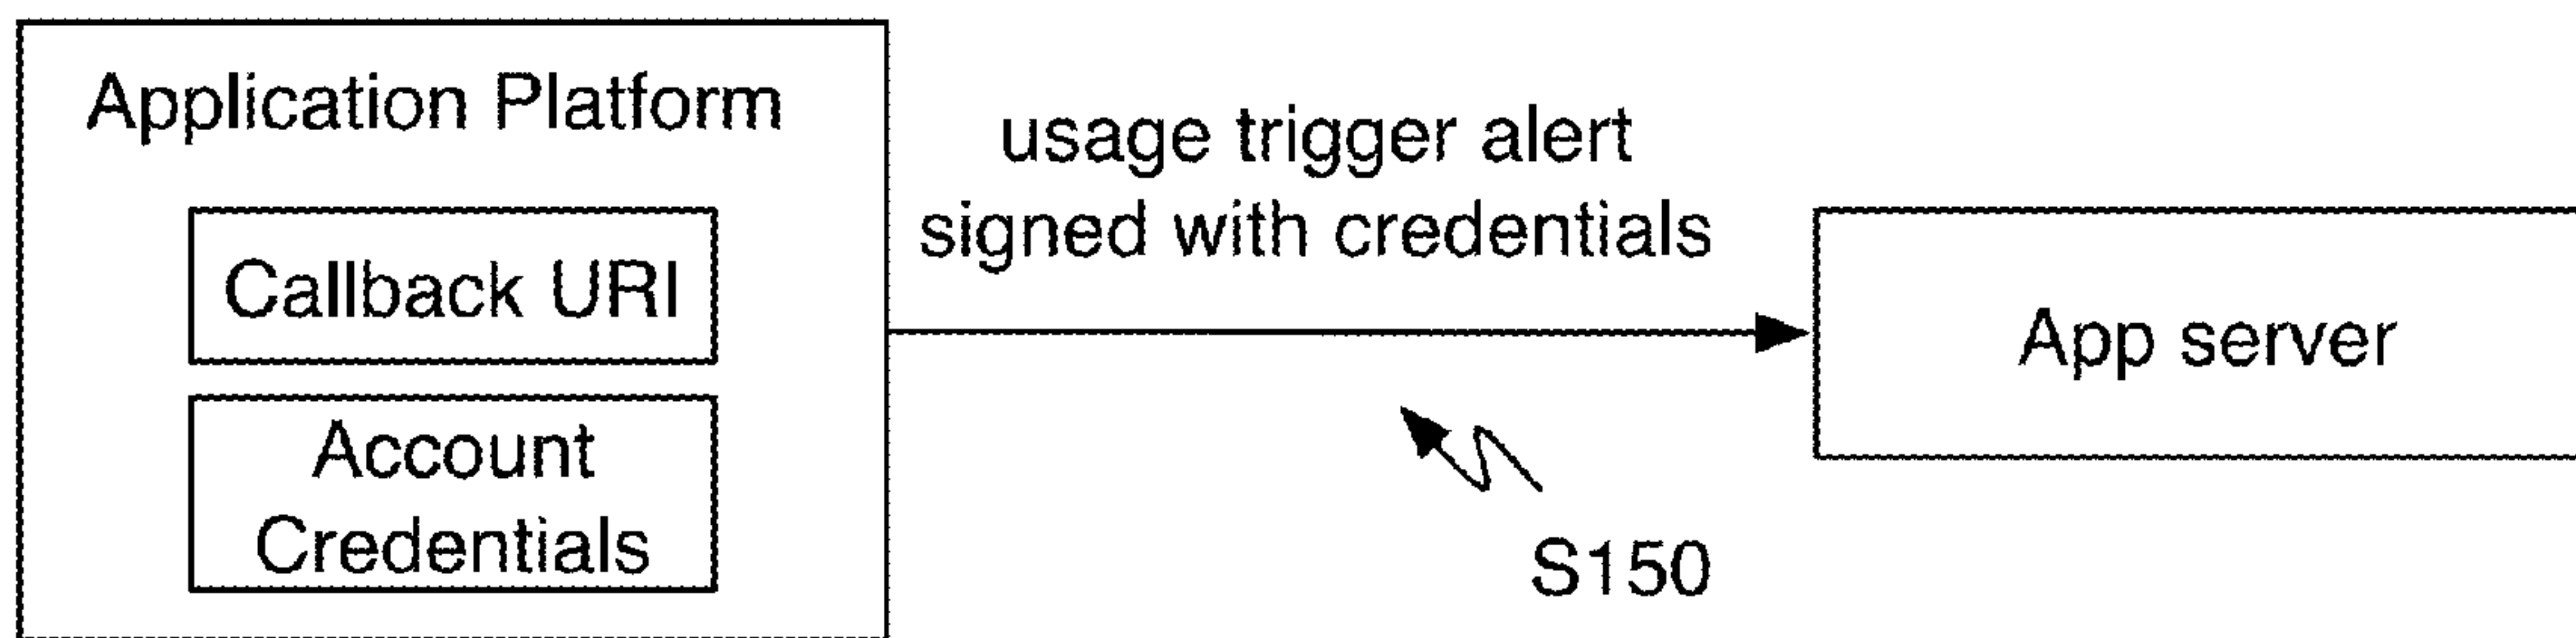 Application Platform
Callback URI
Account
Credentials
usage trigger alert
signed with credentials
S150
App server